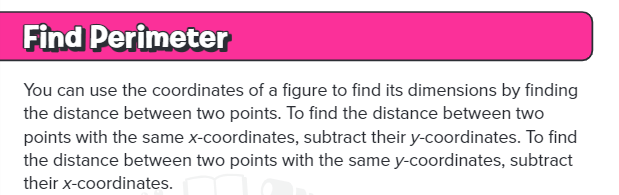 Find Perimeter
You can use the coordinates of a figure to find its dimensions by finding
the distance between two points. To find the distance between two
points with the same x-coordinates, subtract their y-coordinates. To find
the distance between two points with the same y-coordinates, subtract
their x-coordinates.